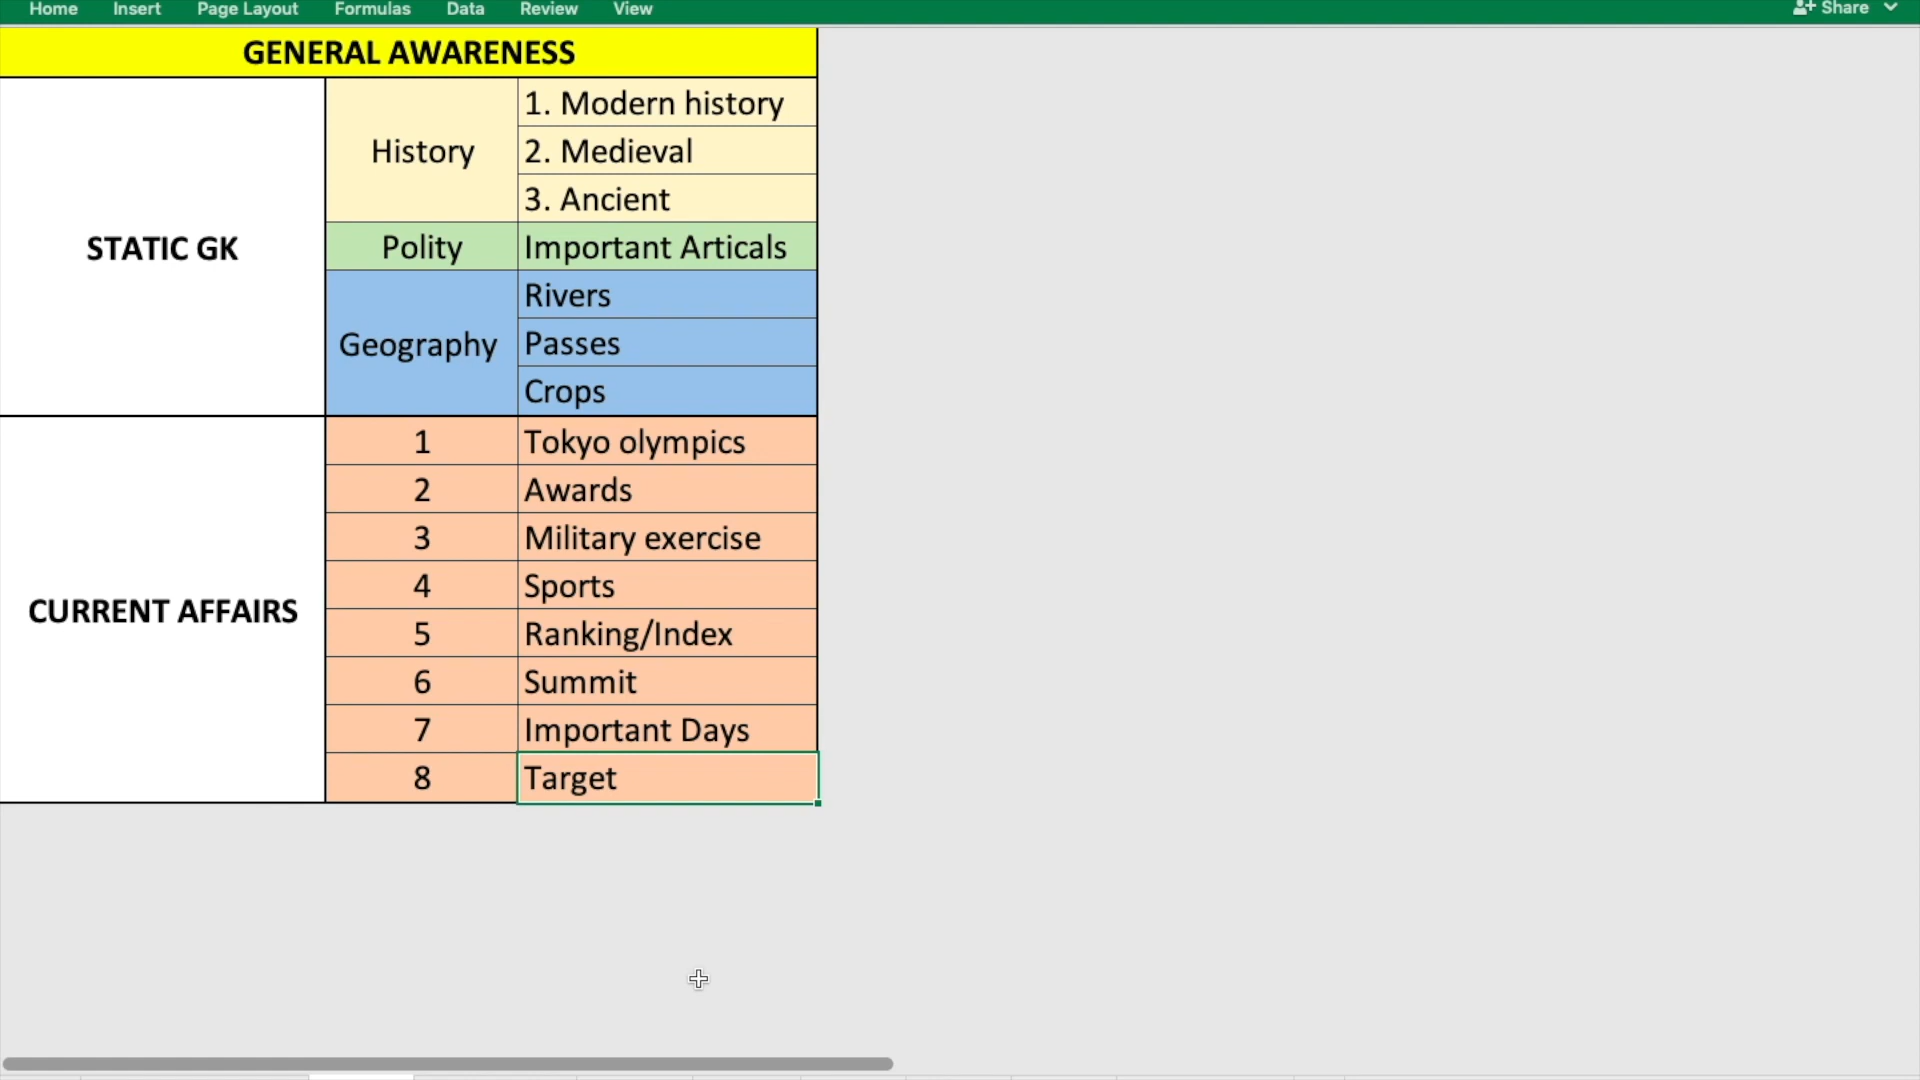 Home Insert Page Layout Formulas Data Review View Share
GENERAL AWARENESS
STATIC GK
History
1. Modern history
2. Medieval
3. Ancient
Polity Important Articals
Geography
Rivers
Passes
Crops
CURRENT AFFAIRS
1 Tokyo olympics
2 Awards
3 Military exercise
4 Sports
5 Ranking/Index
6 Summit
7 Important Days
8 Target